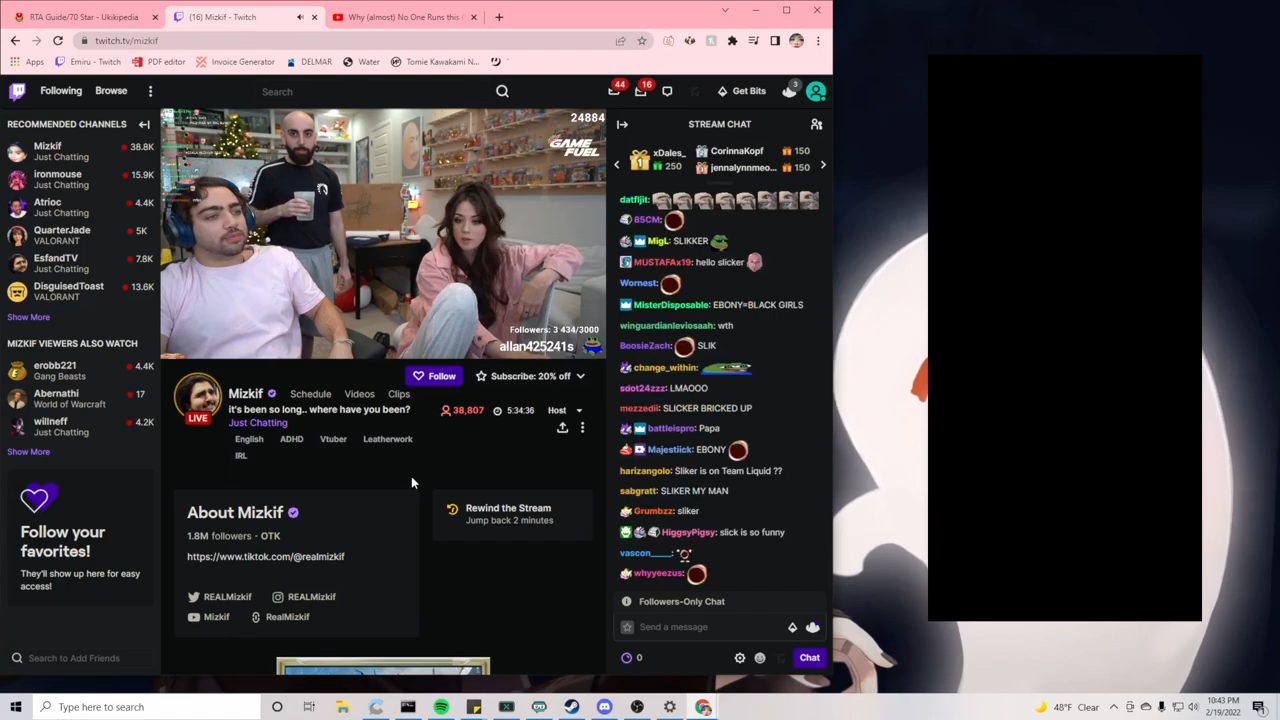 RTA Guide/70 Star - Ukikipedia
(16) Mizkif - Twitch
Why (almost) No One Runs this
twitch.tv/mizkif
Apps
Emiru - Twitch
PDF editor
Invoice Generator
DELMAR
Water
Tomie Kawakami N...
Following
Browse
Search
44
16
Get Bits
3
RECOMMENDED CHANNELS
Mizkif
38.8K
Just Chatting
ironmouse
15.9K
Just Chatting
Atrioc
4.4K
Just Chatting
QuarterJade
5K
VALORANT
EsfandTV
7.8K
Just Chatting
DisguisedToast
13.6K
VALORANT
Show More
MIZKIF VIEWERS ALSO WATCH
erobb221
4.4K
Gang Beasts
Abernathi
17
World of Warcraft
willneff
4.2K
Just Chatting
Show More
Follow your
favorites!
They'll show up here for easy
access!
Search to Add Friends
24884
GAME
FUEL
Followers: 3 434/3000
allan425241s
LIVE
Mizkif
Schedule
Videos
Clips
Follow
Subscribe: 20% off
it's been so long.. where have you been?
Just Chatting
38,807
5:34:36
Host
English
ADHD
Vtuber
Leatherwork
IRL
About Mizkif
1.8M followers · OTK
https://www.tiktok.com/@realmizkif
REALMizkif
REALMizkif
Mizkif
RealMizkif
Rewind the Stream
Jump back 2 minutes
STREAM CHAT
1
xDales_
250
CorinnaKopf
150
jennalynnmeo...
150
datfijit:
85CM:
MigL: SLIKKER
MUSTAFAx19: hello slicker
Wornest:
MisterDisposable: EBONY=BLACK GIRLS
winguardianleviosaah: wth
BoosieZach: SLIK
change_within:
sdot24zzz: LMAOOO
mezzedii: SLICKER BRICKED UP
battleispro: Papa
Majestiick: EBONY
harizangolo: Sliker is on Team Liquid ??
sabgratt: SLIKER MY MAN
Grumbzz: sliker
HiggsyPigsy: slick is so funny
vascon____:
whyyeezus:
Followers-Only Chat
Send a message
0
Chat
Type here to search
48°F Clear
10:43 PM
2/19/2022